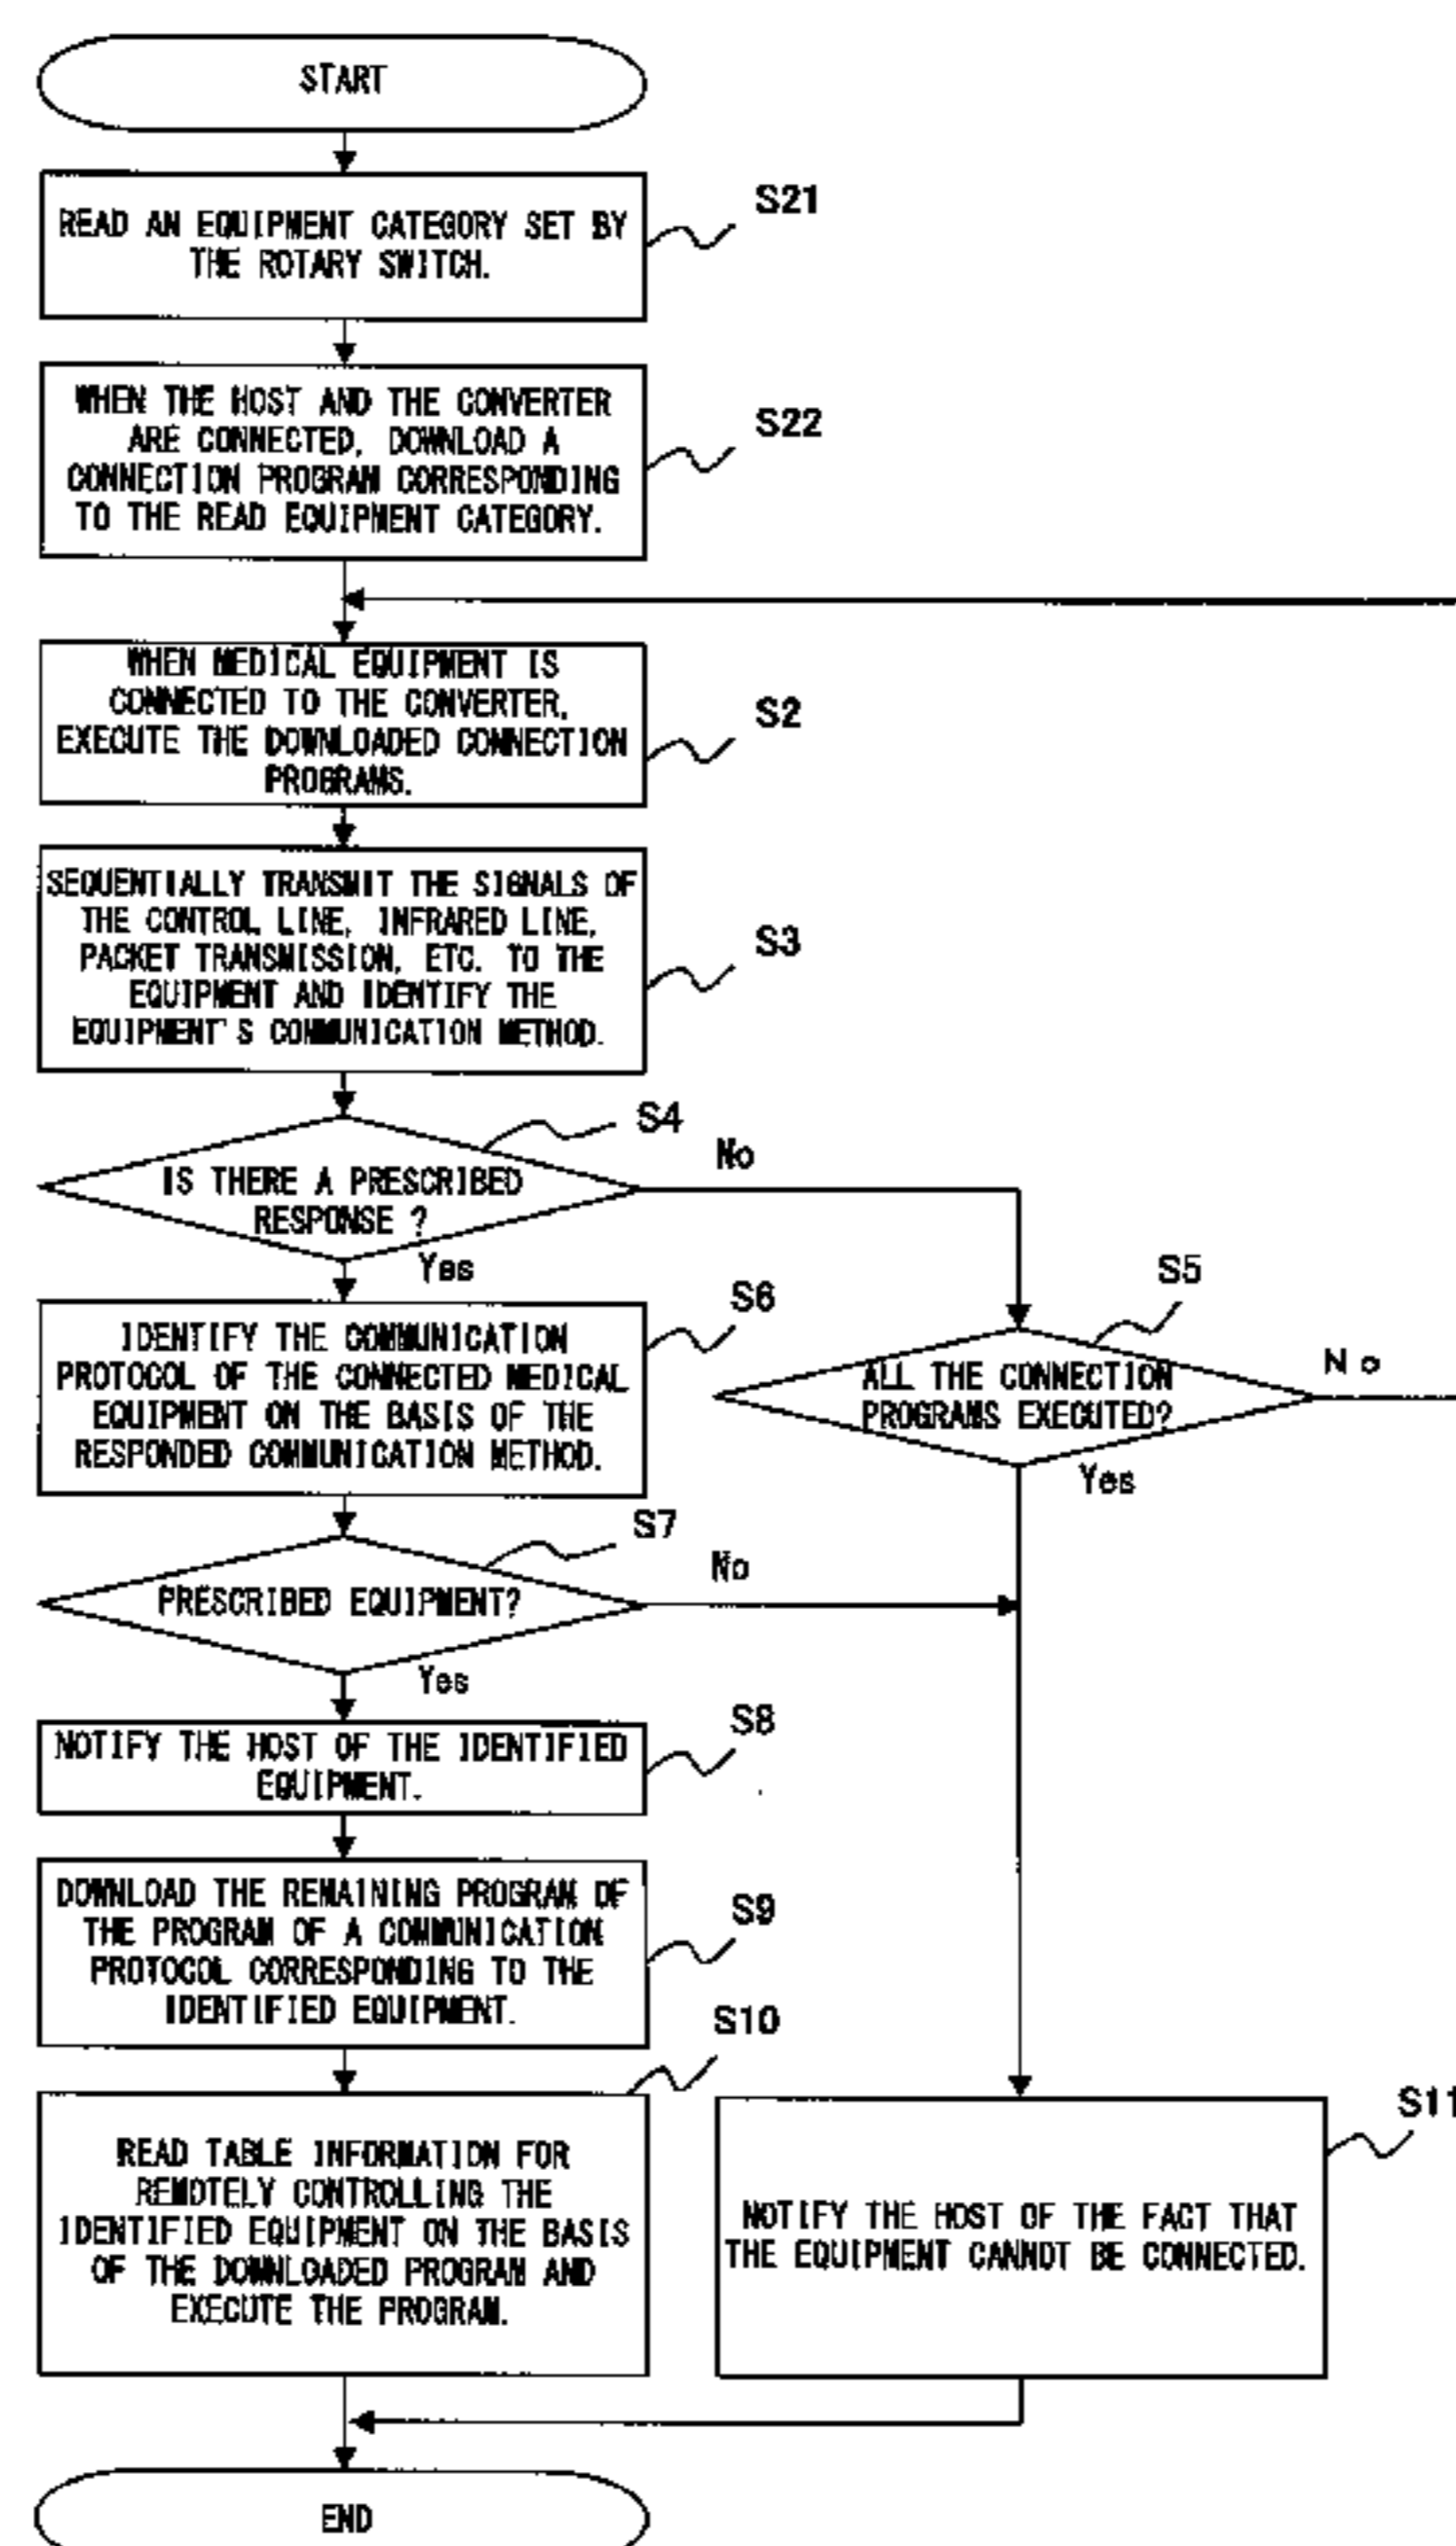 START
READ AN EQUIPMENT CATEGORY SET BY
THE ROTARY SWITCH.
S21
WHEN THE HOST AND THE CONVERTER
ARE CONNECTED, DOWNLOAD A
CONNECTION PROGRAM CORRESPONDING
TO THE READ EQUIPMENT CATEGORY.
S22
WHEN MEDICAL EQUIPMENT IS
CONNECTED TO THE CONVERTER,
EXECUTE THE DOWNLOADED CONNECTION
PROGRAMS.
S2
SEQUENTIALLY TRANSMIT THE SIGNALS OF
THE CONTROL LINE, INFRARED LINE,
PACKET TRANSMISSION, ETC. TO THE
EQUIPMENT AND IDENTIFY THE
EQUIPMENT'S COMMUNICATION METHOD.
S3
S4
No
IS THERE A PRESCRIBED
RESPONSE ?
Yes
S5
ALL THE CONNECTION
PROGRAMS EXECUTED?
No
Yes
S6
IDENTIFY THE COMMUNICATION
PROTOCOL OF THE CONNECTED MEDICAL
EQUIPMENT ON THE BASIS OF THE
RESPONDED COMMUNICATION METHOD.
S7
No
PRESCRIBED EQUIPMENT?
Yes
S8
NOTIFY THE HOST OF THE IDENTIFIED
EQUIPMENT.
S9
DOWNLOAD THE REMAINING PROGRAM OF
THE PROGRAM OF A COMMUNICATION
PROTOCOL CORRESPONDING TO THE
IDENTIFIED EQUIPMENT.
S10
READ TABLE INFORMATION FOR
REMOTELY CONTROLLING THE
IDENTIFIED EQUIPMENT ON THE BASIS
OF THE DOWNLOADED PROGRAM AND
EXECUTE THE PROGRAM.
S11
NOTIFY THE HOST OF THE FACT THAT
THE EQUIPMENT CANNOT BE CONNECTED.
END